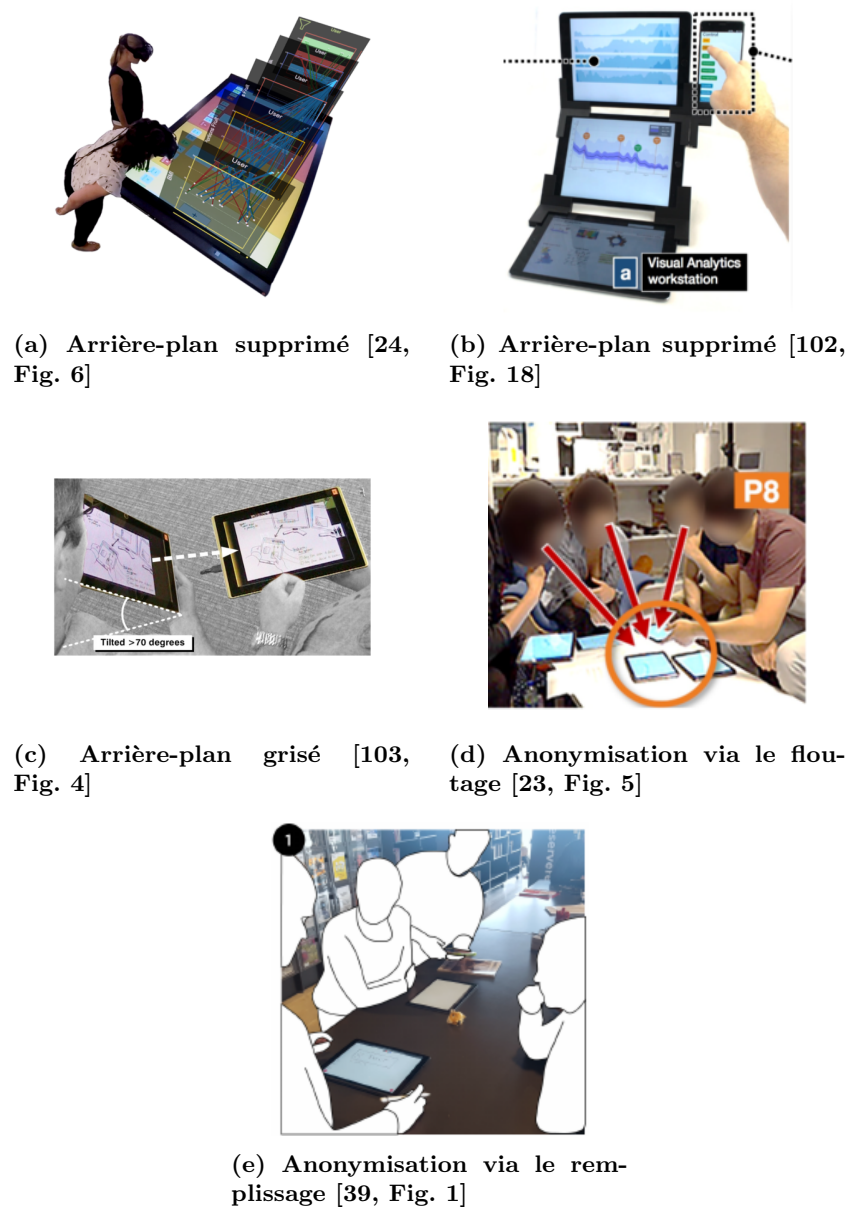 User
User
User
User
User
Control
a
Visual Analytics
workstation
(a) Arrière-plan supprimé [24,
Fig. 6]
(b) Arrière-plan supprimé [102,
Fig. 18]
Tilted >70 degrees
P8
(c) Arrière-plan grisé [103,
Fig. 4]
(d) Anonymisation via le flou-
tage [23, Fig. 5]
1
(e) Anonymisation via le rem-
plissage [39, Fig. 1]